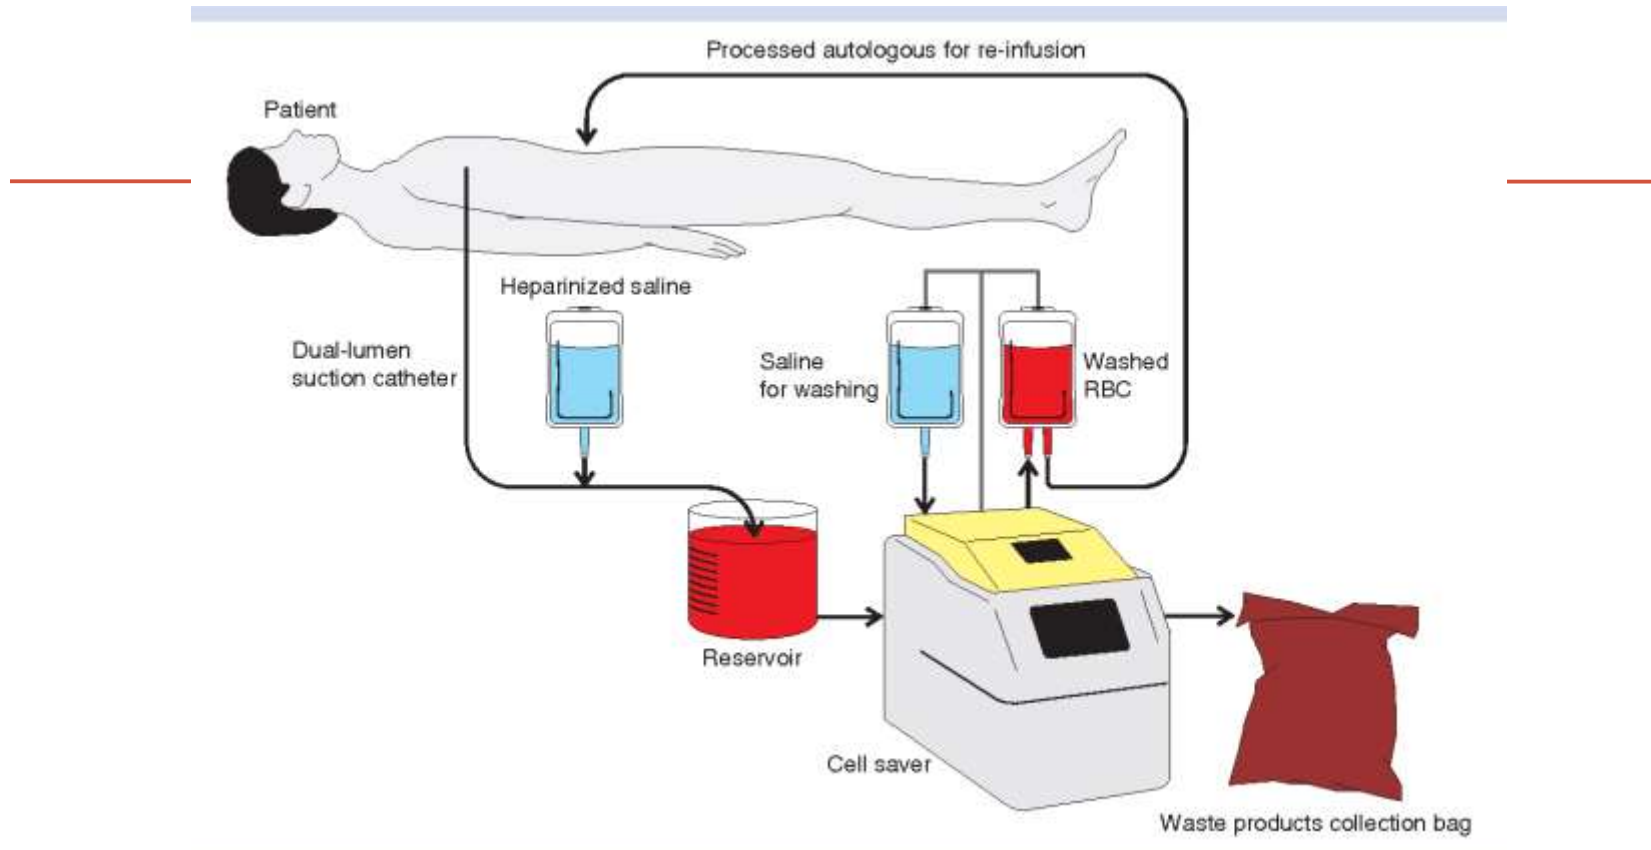 Processed autologous for re-infusion
Patient
Heparinized saline
Dual-lumen
suction catheter
Saline
for washing
Washed
RBC
Reservoir
Cell saver
Waste products collection bag